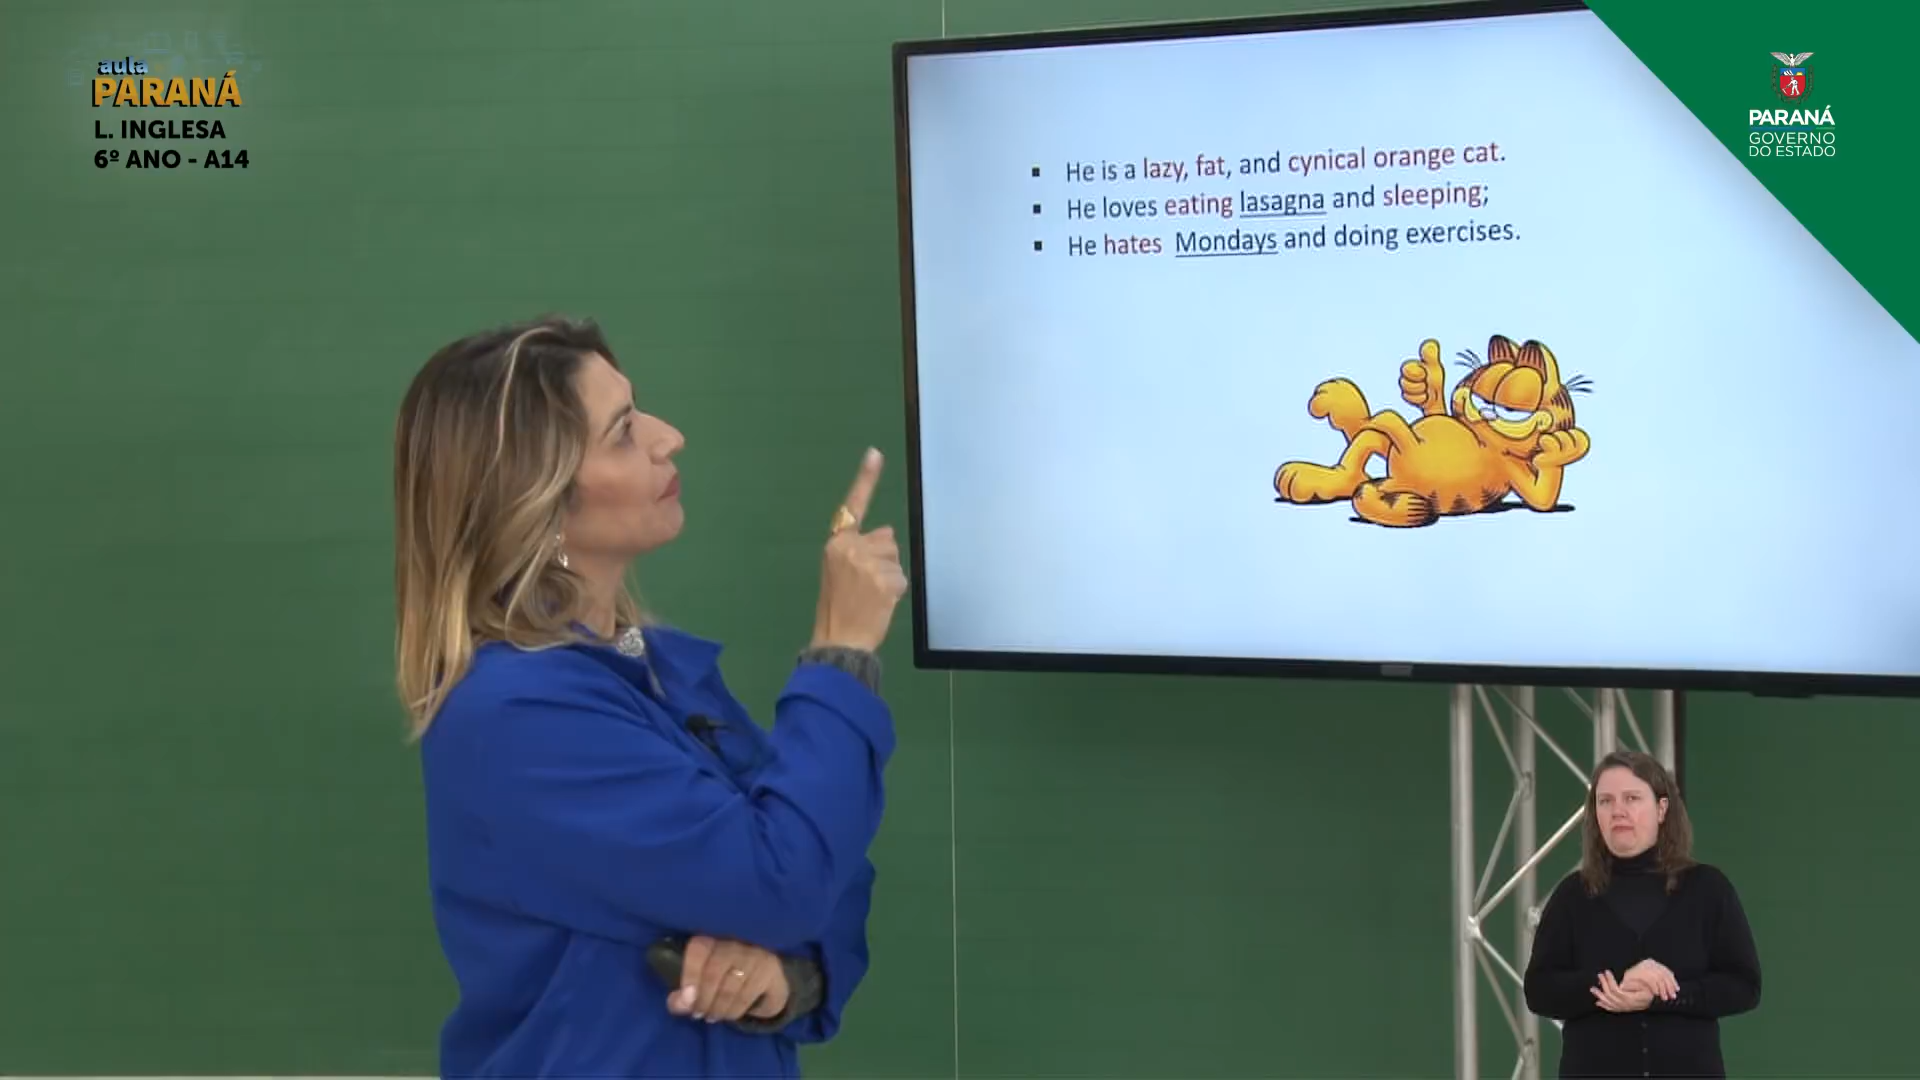 aula
PARANÁ
L. INGLESA
6º ANO - A14
He is a lazy, fat, and cynical orange cat.
He loves eating lasagna and sleeping;
He hates Mondays and doing exercises.
PARANÁ
GOVERNO
DO ESTADO